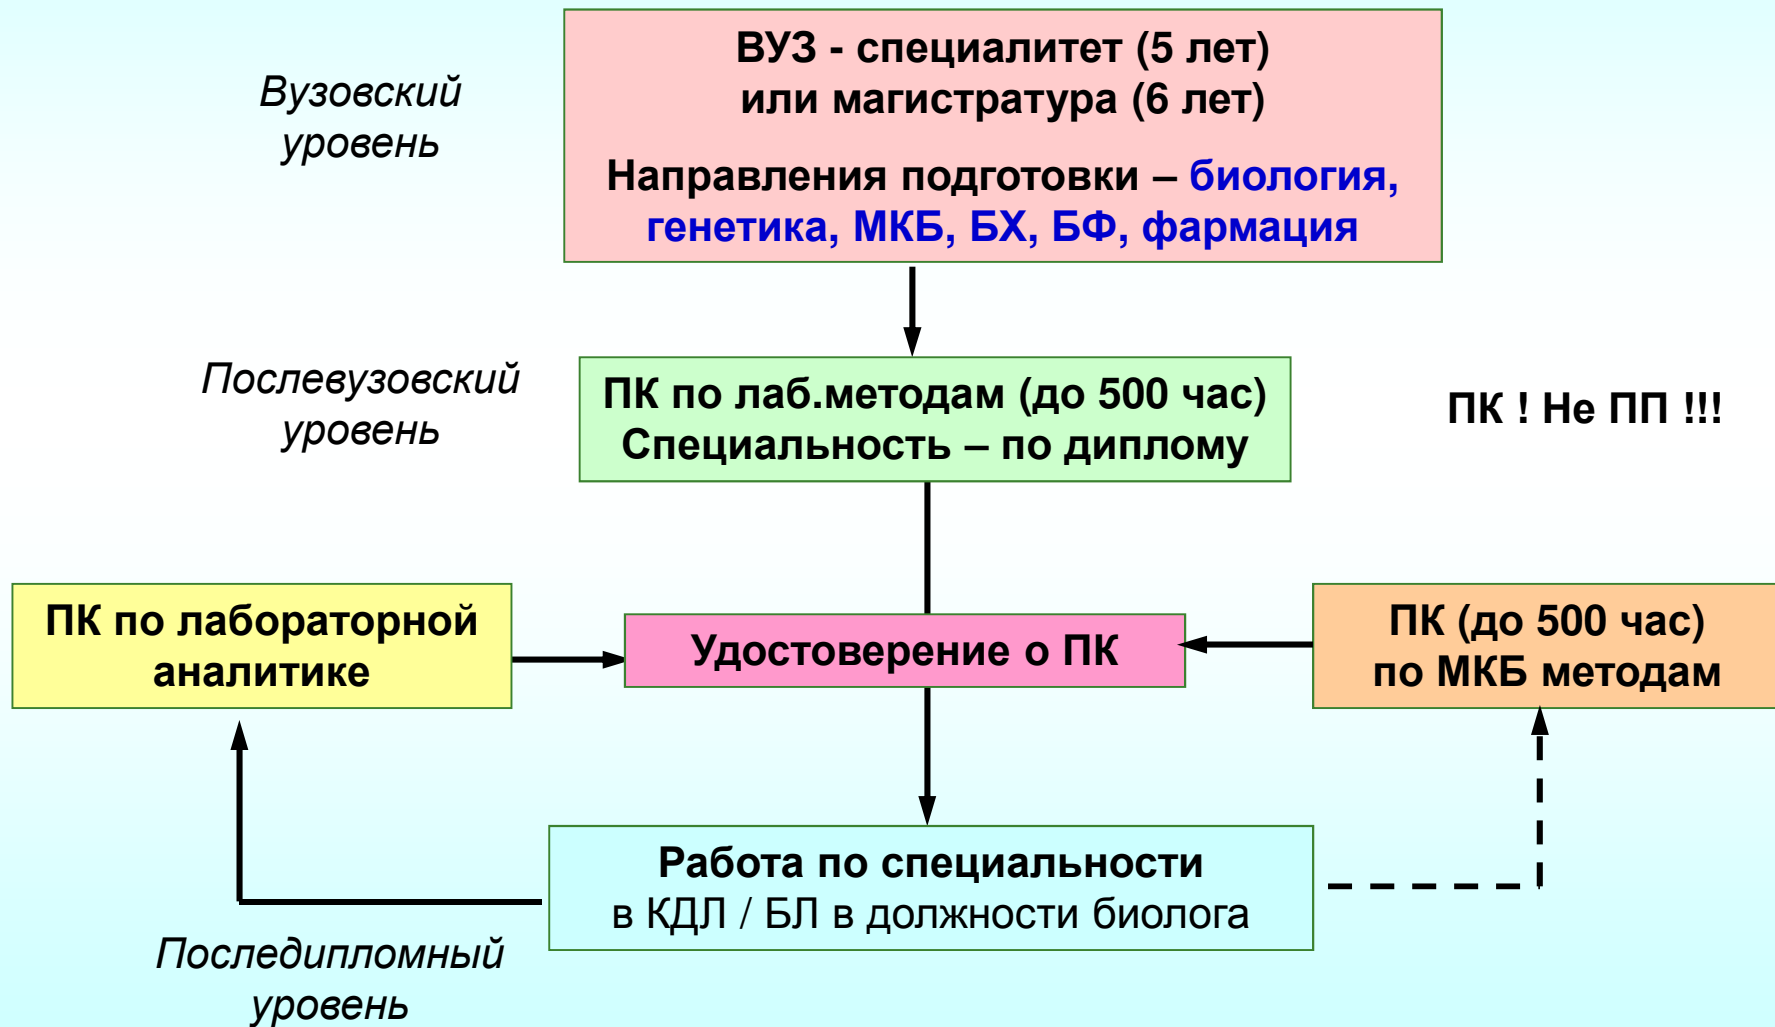 ВУЗ - специалитет (5 лет)
или магистратура (6 лет)
Направления подготовки – биология,
генетика, МКБ, БХ, БФ, фармация
Вузовский
уровень
Послевузовский
уровень
ПК по лаб.методам (до 500 час)
Специальность – по диплому
ПК ! Не ПП !!!
ПК по лабораторной
аналитике
Удостоверение о ПК
ПК (до 500 час)
по МКБ методам
Работа по специальности
в КДЛ / БЛ в должности биолога
Последипломный
уровень